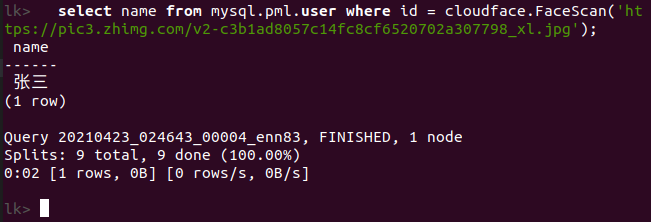 lk>   select name from mysql.pml.user where id = cloudface.FaceScan('ht
tps://pic3.zhimg.com/v2-c3b1ad8057c14fc8cf6520702a307798_xl.jpg');
 name
------
 张三
(1 row)

Query 20210423_024643_00004_enn83, FINISHED, 1 node
Splits: 9 total, 9 done (100.00%)
0:02 [1 rows, 0B] [0 rows/s, 0B/s]

lk>